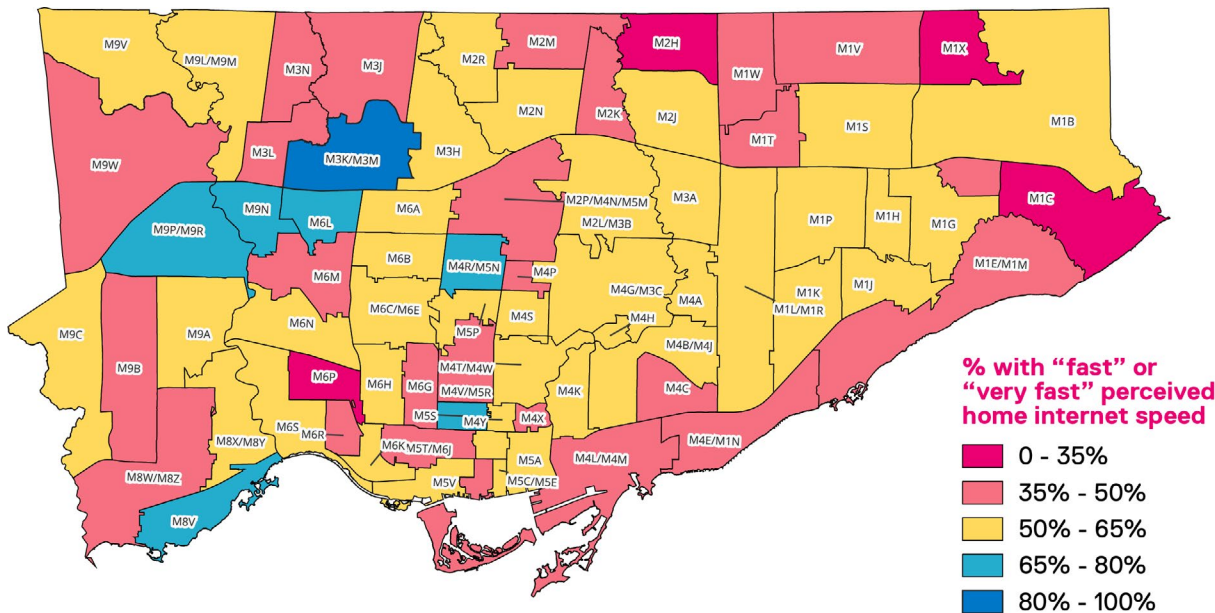 M9V
M9L/M9M
M3N
M3J
M2R
M2M
M2H
M1W
M1V
M1X
M2N
M2K
M2J
M1T
M1S
M1B
M9W
M3L
M3K/M3M
M3H
M9P/M9R
M9N
M6L
M6A
M2P/M4N/M5M
M2L/M3B
M3A
M1P
M1H
M1G
M1C
M6M
M6B
M4R/M5N
M4P
M4G/M3C
M4A
M1K
M1L/M1R
M1J
M1E/M1M
M9C
M9A
M6N
M6C/M6E
M5P
M4S
M4H
M4B/M4J
M9B
M6P
M6H
M6G
M4T/M4W
M4V/M5R
M4K
M4C
M5S
M4Y
M4X
M8X/M8Y
M6S
M6R
M6K
M5T/M6J
M5A
M4L/M4M
M4E/M1N
M8W/M8Z
M5V
M5C/M5E
M8V
% with “fast” or
“very fast” perceived
home internet speed
0 - 35%
35% - 50%
50% - 65%
65% - 80%
80% - 100%